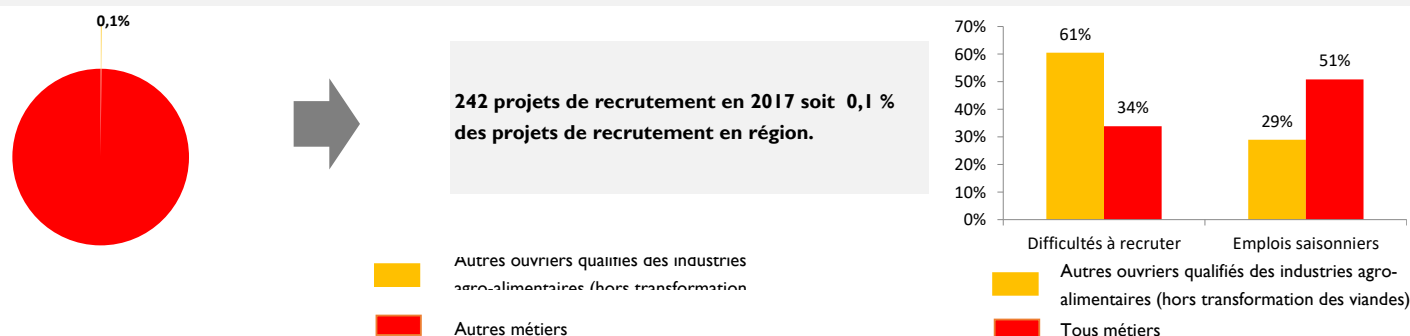 0,1%
242 projets de recrutement en 2017 soit 0,1 %
des projets de recrutement en région.
Autres ouvriers qualifiés des industries
agro-alimentaires (hors transformation
Autres métiers
70%
60%
50%
40%
30%
20%
10%
0%
61%
34%
29%
51%
Difficultés à recruter
Emplois saisonniers
Autres ouvriers qualifiés des industries agro-
alimentaires (hors transformation des viandes)
Tous métiers